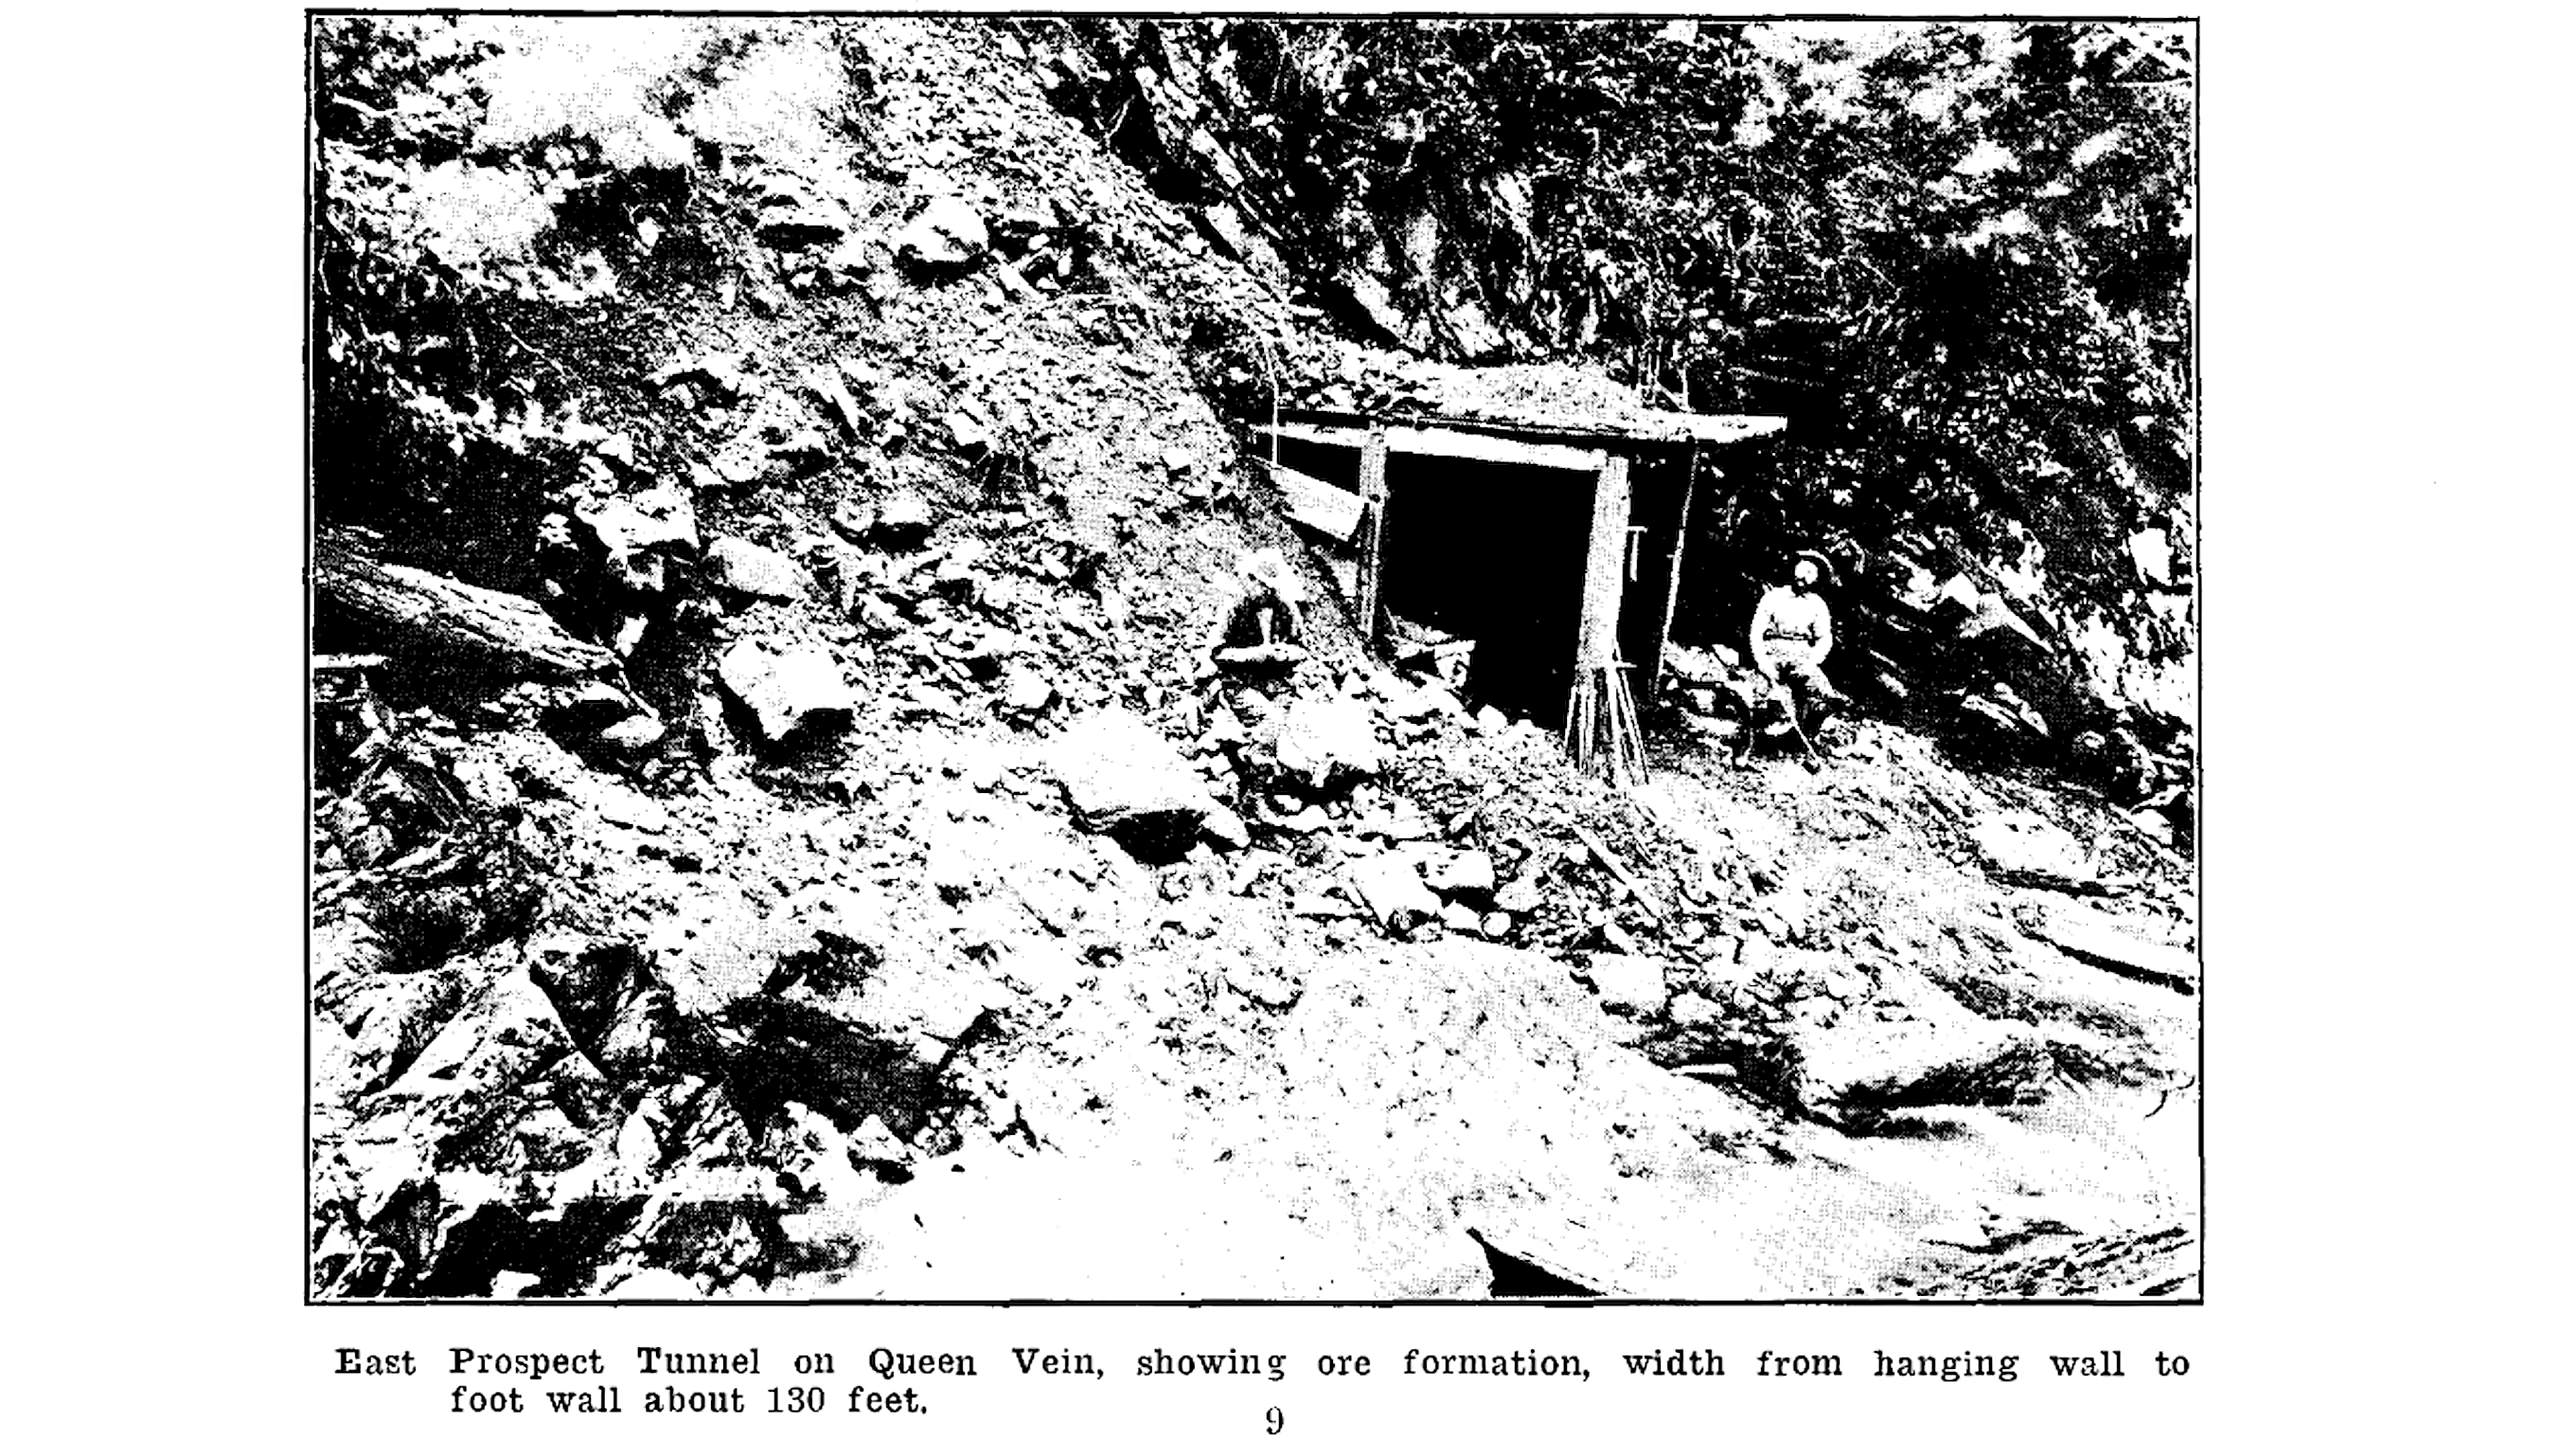 East Prospect Tunnel on Queen Vein, showing ore formation, width from hanging wall to
foot wall about 130 feet.
9